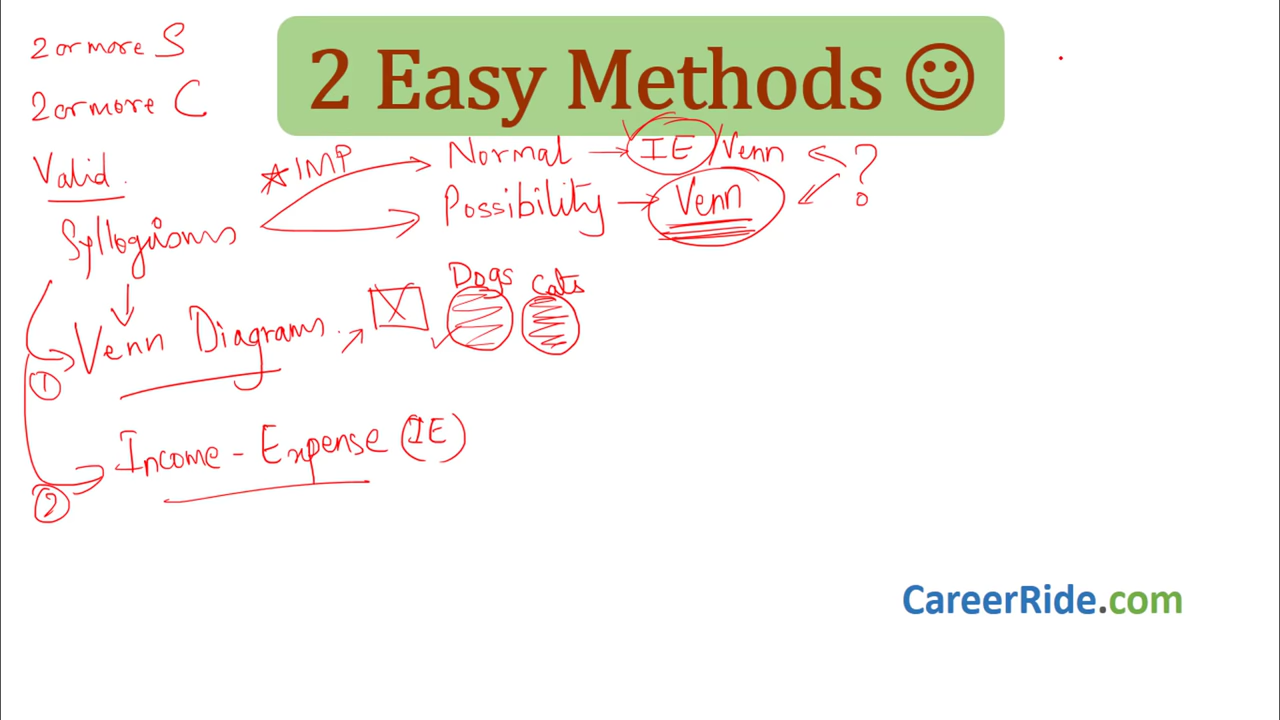 2 Easy Methods
2 or more S
2 or more C
Valid.
Syllogisms
★IMP
Normal → IE/Venn ?
Possibility → Venn
Dogs Cats
X
① Venn Diagrams.
② Income - Expense (IE)
CareerRide.com